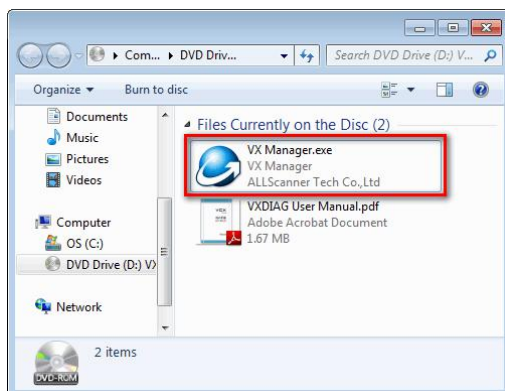 Com... DVD Driv... Search DVD Drive (D:) V...
Organize Burn to disc
Documents
Music
Pictures
Videos
Computer
OS (C:)
DVD Drive (D:) VX
Network
Files Currently on the Disc (2)
VX Manager.exe
VX Manager
ALLScanner Tech Co.,Ltd
VXDIAG User Manual.pdf
Adobe Acrobat Document
1.67 MB
2 items
DVD-ROM